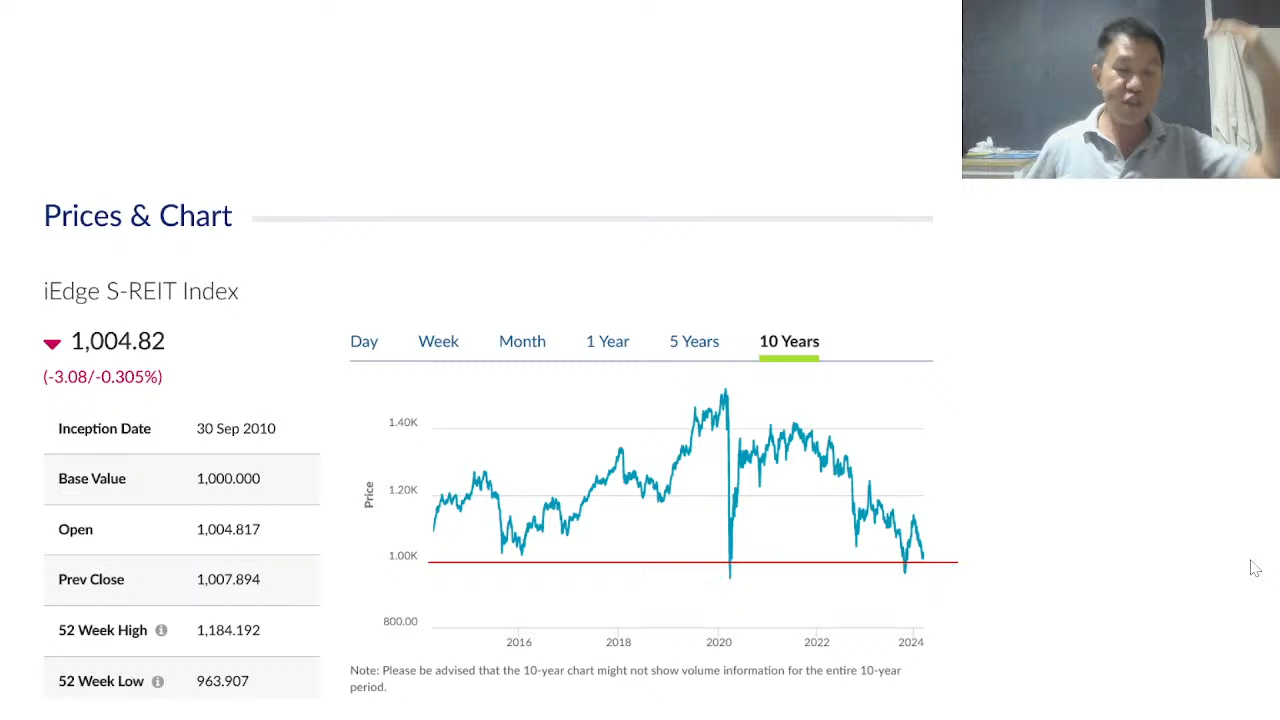 Prices & Chart
iEdge S-REIT Index
1,004.82
(-3.08/-0.305%)
Inception Date 30 Sep 2010
Base Value 1,000.000
Open 1,004.817
Prev Close 1,007.894
52 Week High 1,184.192
52 Week Low 963.907
Day Week Month 1 Year 5 Years 10 Years
Price
1.40K
1.20K
1.00K
800.00
2016 2018 2020 2022 2024
Note: Please be advised that the 10-year chart might not show volume information for the entire 10-year
period.